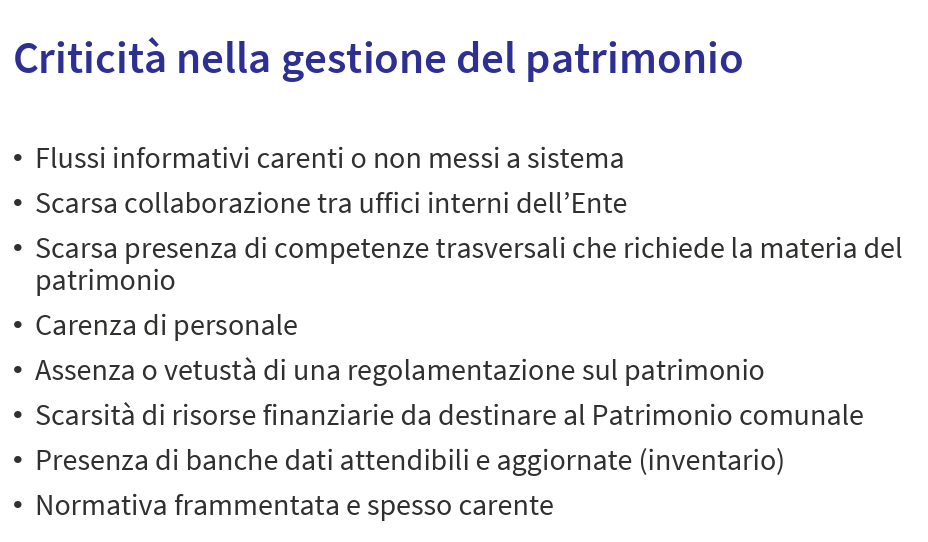 Criticità nella gestione del patrimonio
• Flussi informativi carenti o non messi a sistema
• Scarsa collaborazione tra uffici interni dell’Ente
• Scarsa presenza di competenze trasversali che richiede la materia del
patrimonio
• Carenza di personale
• Assenza o vetustà di una regolamentazione sul patrimonio
• Scarsità di risorse finanziarie da destinare al Patrimonio comunale
• Presenza di banche dati attendibili e aggiornate (inventario)
• Normativa frammentata e spesso carente